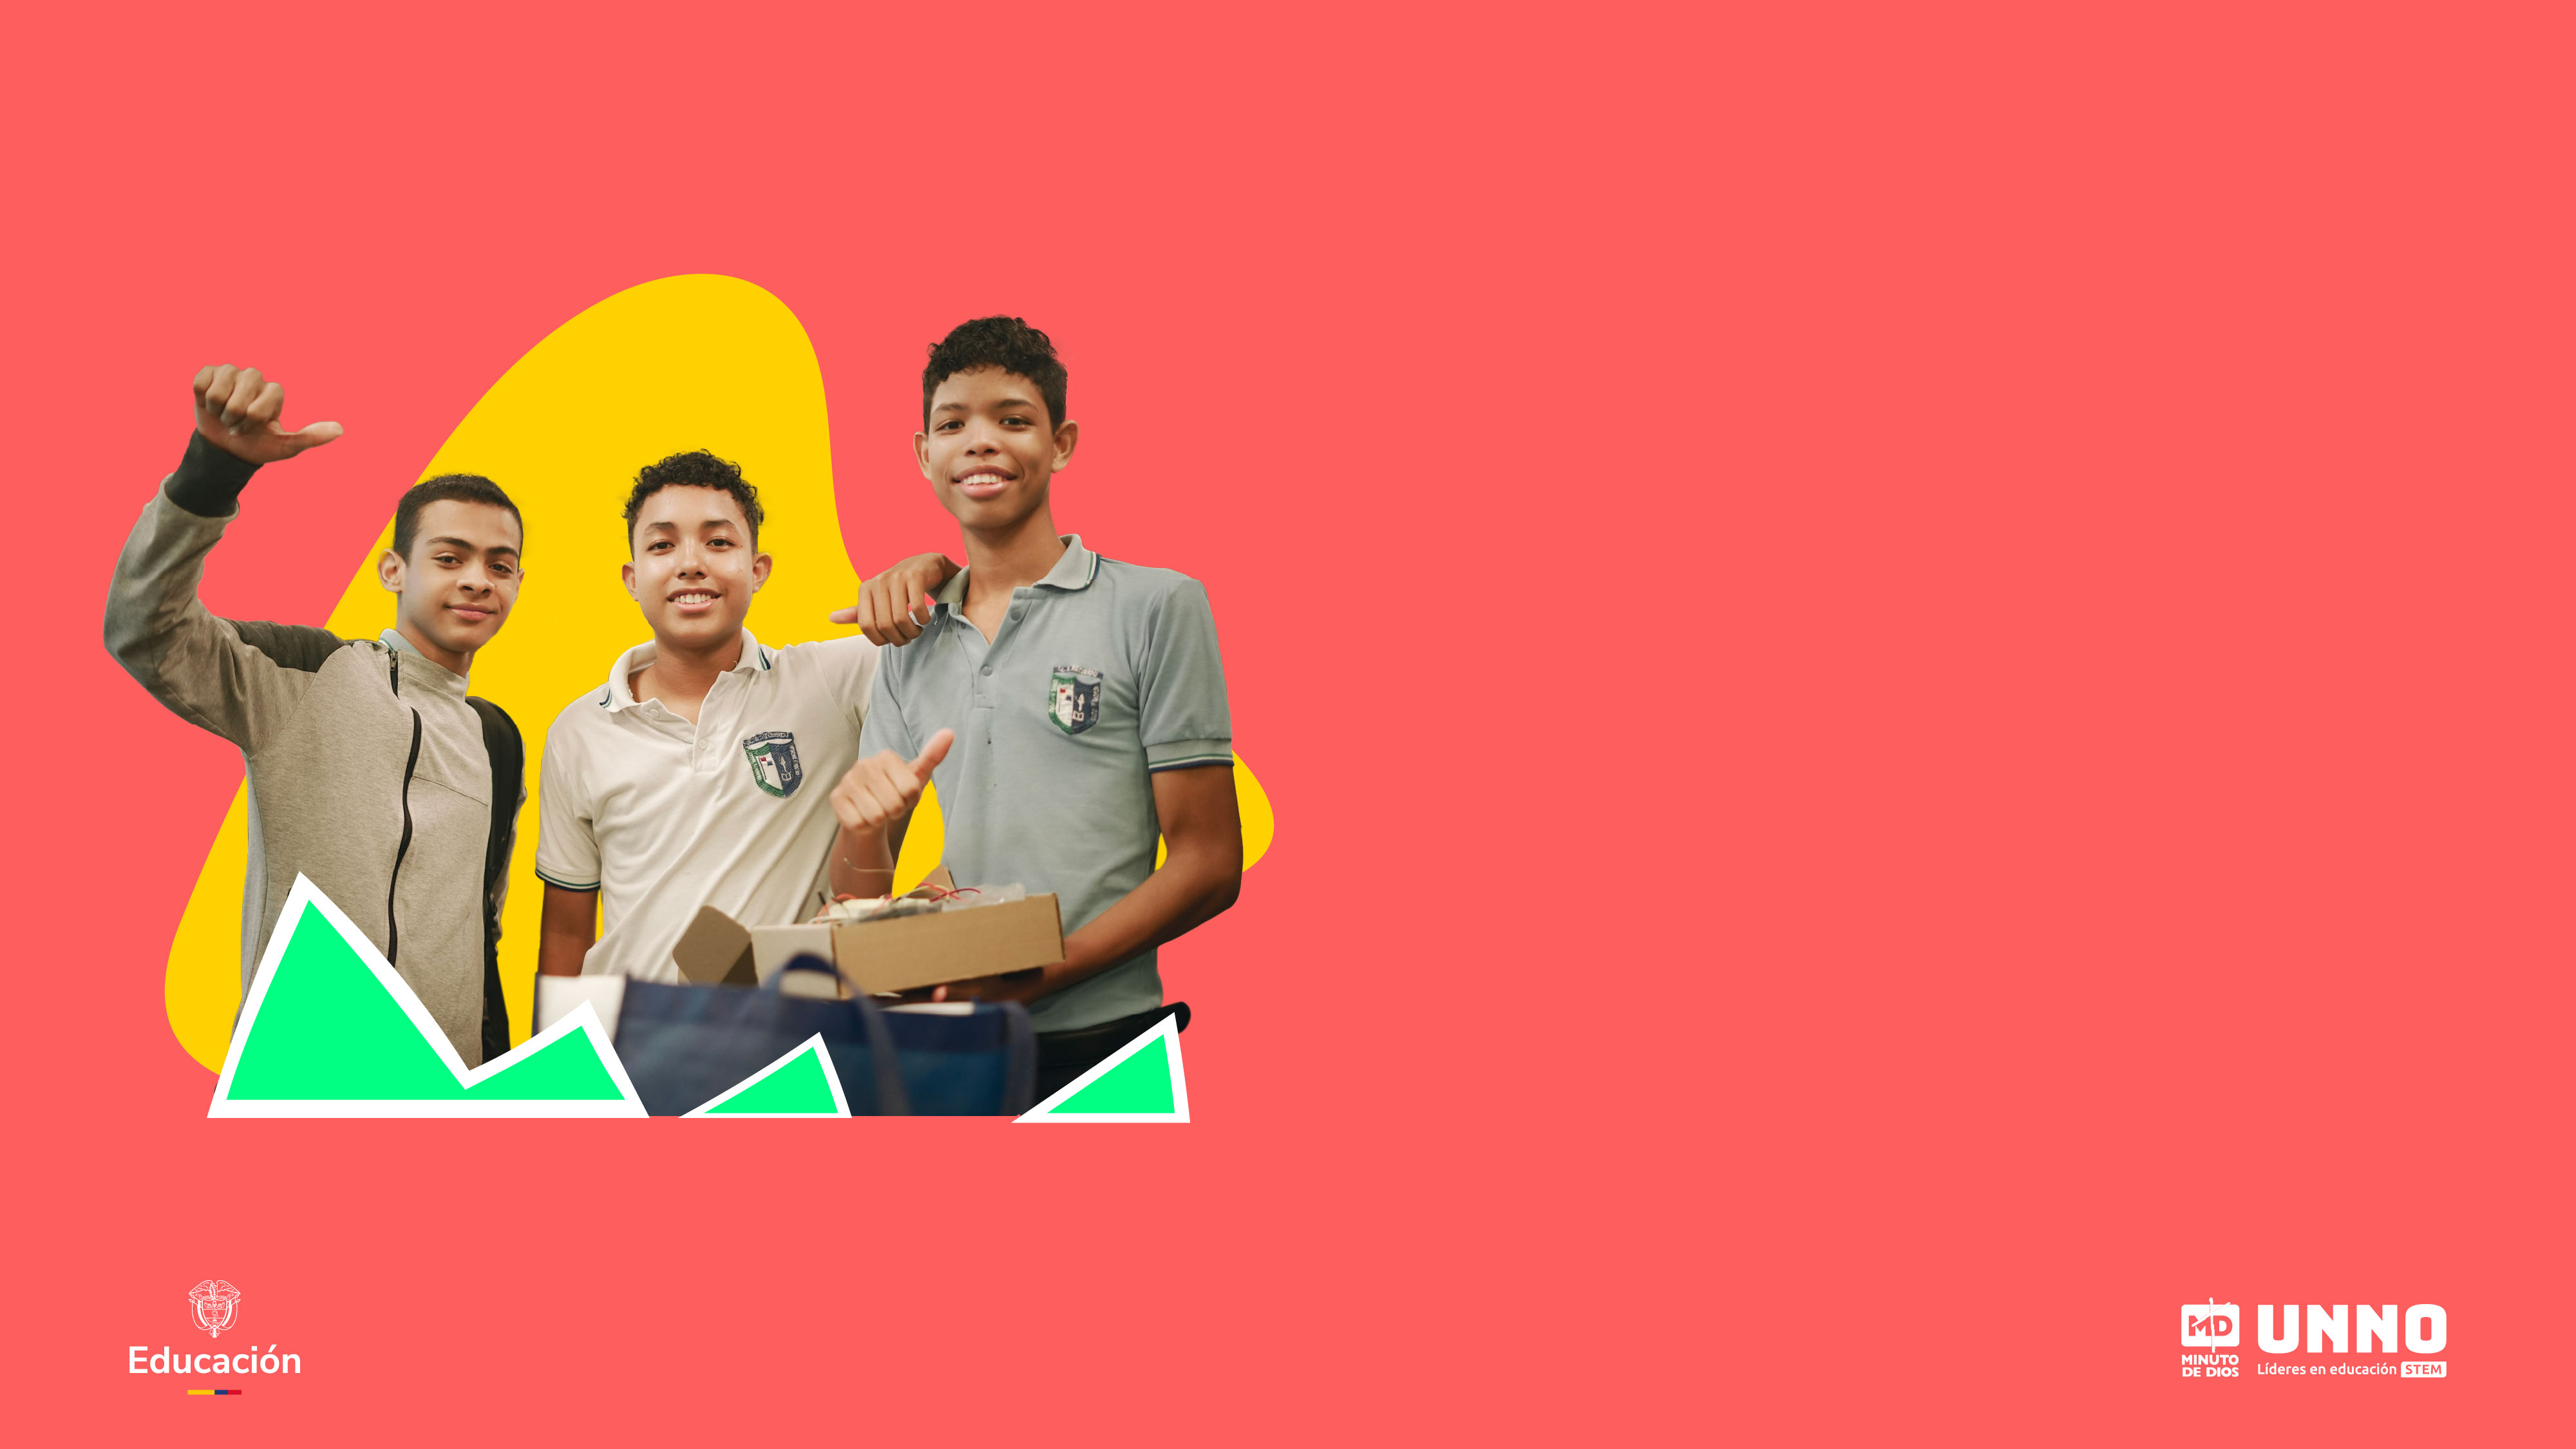 Educación
MD
MINUTO
DE DIOS
UNNO
Líderes en educación STEM